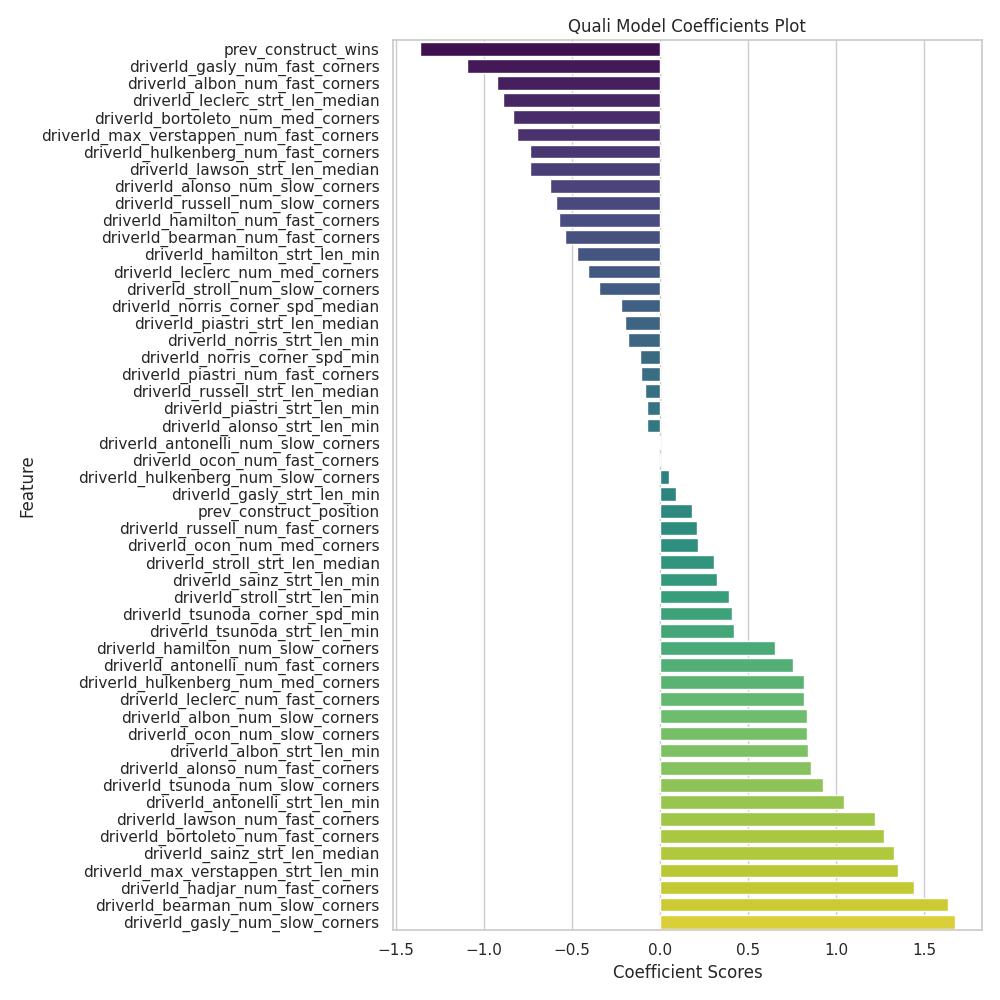 Quali Model Coefficients Plot
prev_construct_wins
driverId_gasly_num_fast_corners
driverId_albon_num_fast_corners
driverId_leclerc_strt_len_median
driverId_bortoleto_num_med_corners
driverId_max_verstappen_num_fast_corners
driverId_hulkenberg_num_fast_corners
driverId_lawson_strt_len_median
driverId_alonso_num_slow_corners
driverId_russell_num_slow_corners
driverId_hamilton_num_fast_corners
driverId_bearman_num_fast_corners
driverId_hamilton_strt_len_min
driverId_leclerc_num_med_corners
driverId_stroll_num_slow_corners
driverId_norris_corner_spd_median
driverId_piastri_strt_len_median
driverId_norris_strt_len_min
driverId_norris_corner_spd_min
driverId_piastri_num_fast_corners
driverId_russell_strt_len_median
driverId_piastri_strt_len_min
driverId_alonso_strt_len_min
driverId_antonelli_num_slow_corners
driverId_ocon_num_fast_corners
driverId_hulkenberg_num_slow_corners
driverId_gasly_strt_len_min
prev_construct_position
driverId_russell_num_fast_corners
driverId_ocon_num_med_corners
driverId_stroll_strt_len_median
driverId_sainz_strt_len_min
driverId_stroll_strt_len_min
driverId_tsunoda_corner_spd_min
driverId_tsunoda_strt_len_min
driverId_hamilton_num_slow_corners
driverId_antonelli_num_fast_corners
driverId_hulkenberg_num_med_corners
driverId_leclerc_num_fast_corners
driverId_albon_num_slow_corners
driverId_ocon_num_slow_corners
driverId_albon_strt_len_min
driverId_alonso_num_fast_corners
driverId_tsunoda_num_slow_corners
driverId_antonelli_strt_len_min
driverId_lawson_num_fast_corners
driverId_bortoleto_num_fast_corners
driverId_sainz_strt_len_median
driverId_max_verstappen_strt_len_min
driverId_hadjar_num_fast_corners
driverId_bearman_num_slow_corners
driverId_gasly_num_slow_corners
Feature
−1.5 −1.0 −0.5 0.0 0.5 1.0 1.5
Coefficient Scores